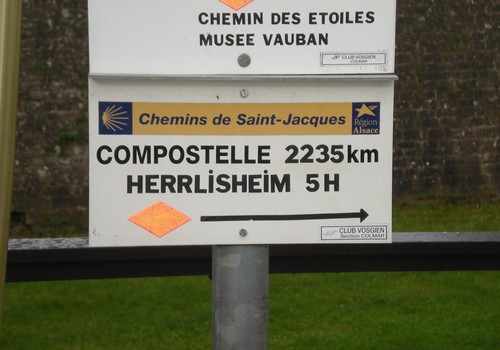 CHEMIN DES ETOILES
MUSEE VAUBAN
CLUB VOSGIEN
COLMAR
Chemins de Saint-Jacques
Région
Alsace
COMPOSTELLE 2235km
HERRLiSHEiM 5H
CLUB VOSGIEN
Section COLMAR